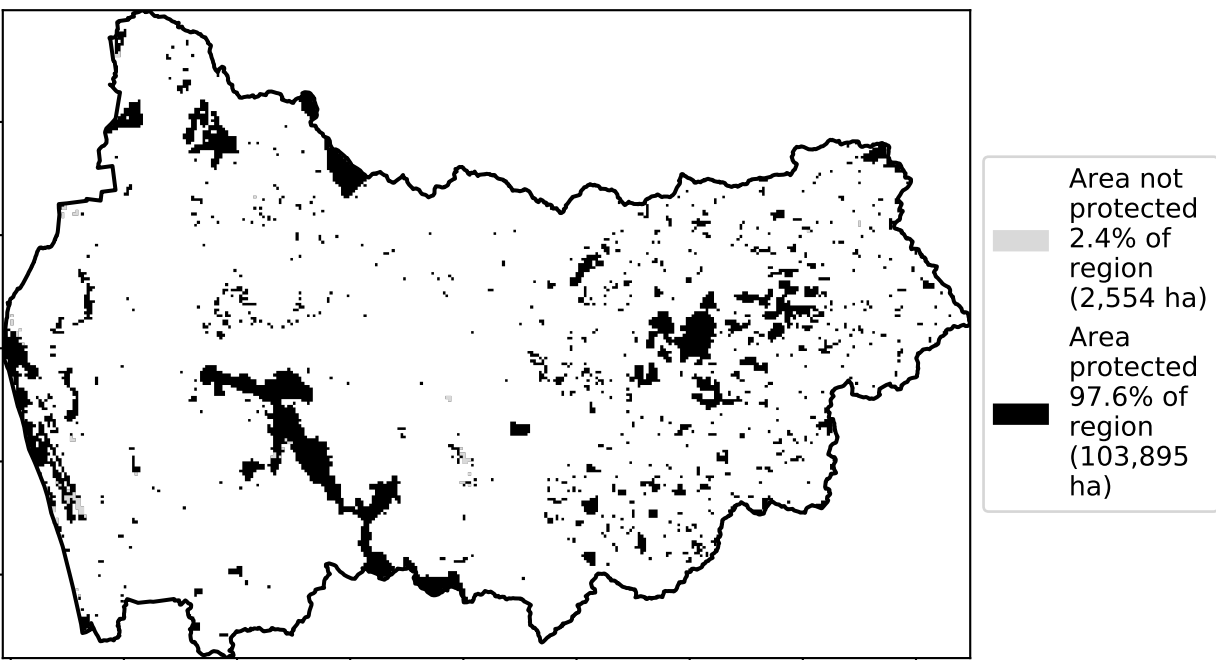 Area not
protected
2.4% of
region
(2,554 ha)
Area
protected
97.6% of
region
(103,895
ha)